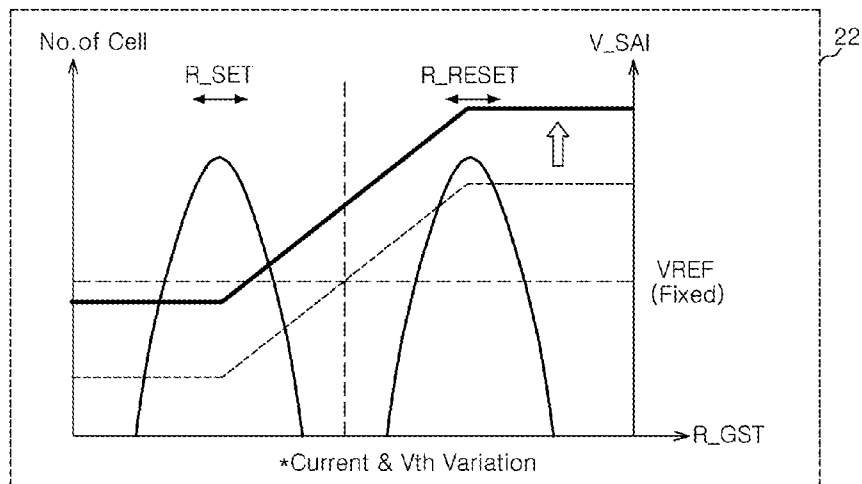 No.of Cell
V_SAI
22
R_SET
R_RESET
VREF
(Fixed)
R_GST
*Current & Vth Variation